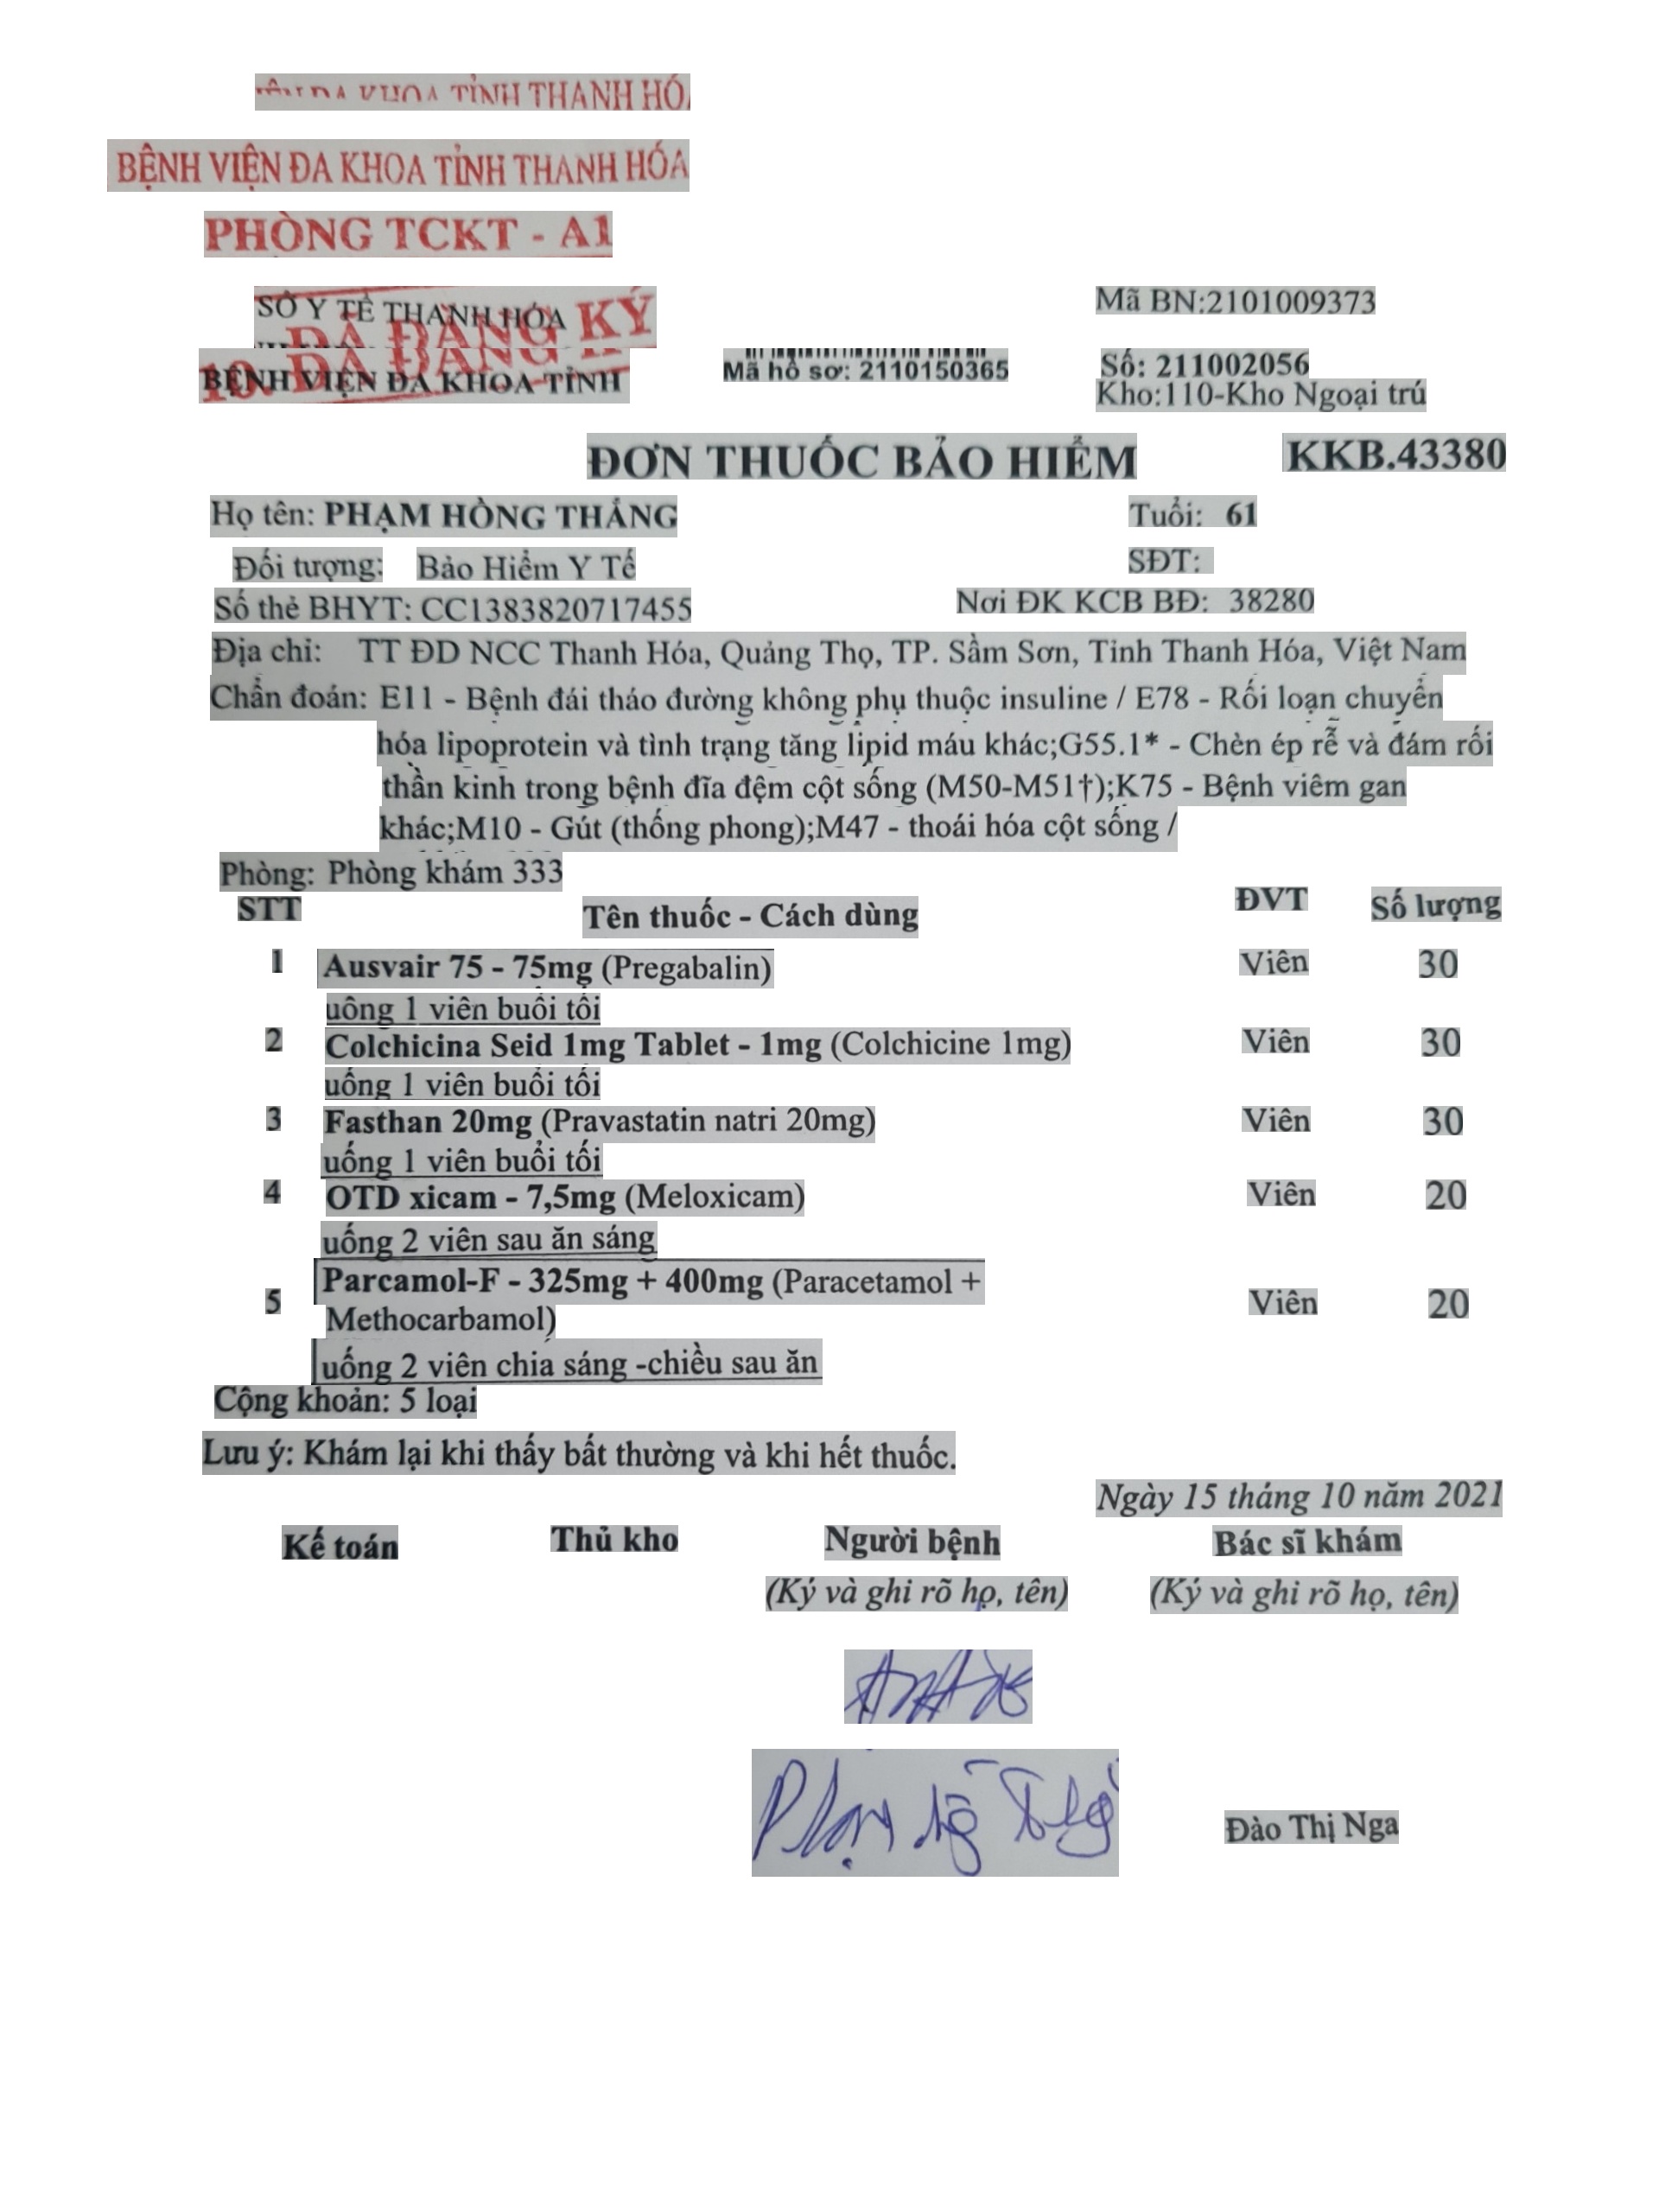 TỈNH THANH HÓA
BỆNH VIỆN ĐA KHOA TỈNH THANH HÓA
PHÒNG TCKT - A1
SỞ Y TẾ THANH HÓA
ĐÃ ĐĂNG KÝ
Mã BN:2101009373
BỆNH VIỆN ĐA KHOA TỈNH
Mã hồ sơ: 2110150365
Số: 211002056
Kho:110-Kho Ngoại trú
ĐƠN THUỐC BẢO HIỂM
KKB.43380
Họ tên: PHẠM HỒNG THẮNG
Tuổi: 61
Đối tượng: Bảo Hiểm Y Tế
SĐT:
Số thẻ BHYT: CC1383820717455
Nơi ĐK KCB BĐ: 38280
Địa chỉ: TT ĐD NCC Thanh Hóa, Quảng Thọ, TP. Sầm Sơn, Tỉnh Thanh Hóa, Việt Nam
Chẩn đoán: E11 - Bệnh đái tháo đường không phụ thuộc insuline / E78 - Rối loạn chuyển
hóa lipoprotein và tình trạng tăng lipid máu khác;G55.1* - Chèn ép rễ và đám rối
thần kinh trong bệnh đĩa đệm cột sống (M50-M51†);K75 - Bệnh viêm gan
khác;M10 - Gút (thống phong);M47 - thoái hóa cột sống /
Phòng: Phòng khám 333
STT Tên thuốc - Cách dùng ĐVT Số lượng
1 Ausvair 75 - 75mg (Pregabalin) Viên 30
uống 1 viên buổi tối
2 Colchicina Seid 1mg Tablet - 1mg (Colchicine 1mg) Viên 30
uống 1 viên buổi tối
3 Fasthan 20mg (Pravastatin natri 20mg) Viên 30
uống 1 viên buổi tối
4 OTD xicam - 7,5mg (Meloxicam) Viên 20
uống 2 viên sau ăn sáng
5 Parcamol-F - 325mg + 400mg (Paracetamol + Viên 20
Methocarbamol)
uống 2 viên chia sáng -chiều sau ăn
Cộng khoản: 5 loại
Lưu ý: Khám lại khi thấy bất thường và khi hết thuốc.
Ngày 15 tháng 10 năm 2021
Kế toán Thủ kho Người bệnh Bác sĩ khám
(Ký và ghi rõ họ, tên) (Ký và ghi rõ họ, tên)
Đào Thị Nga